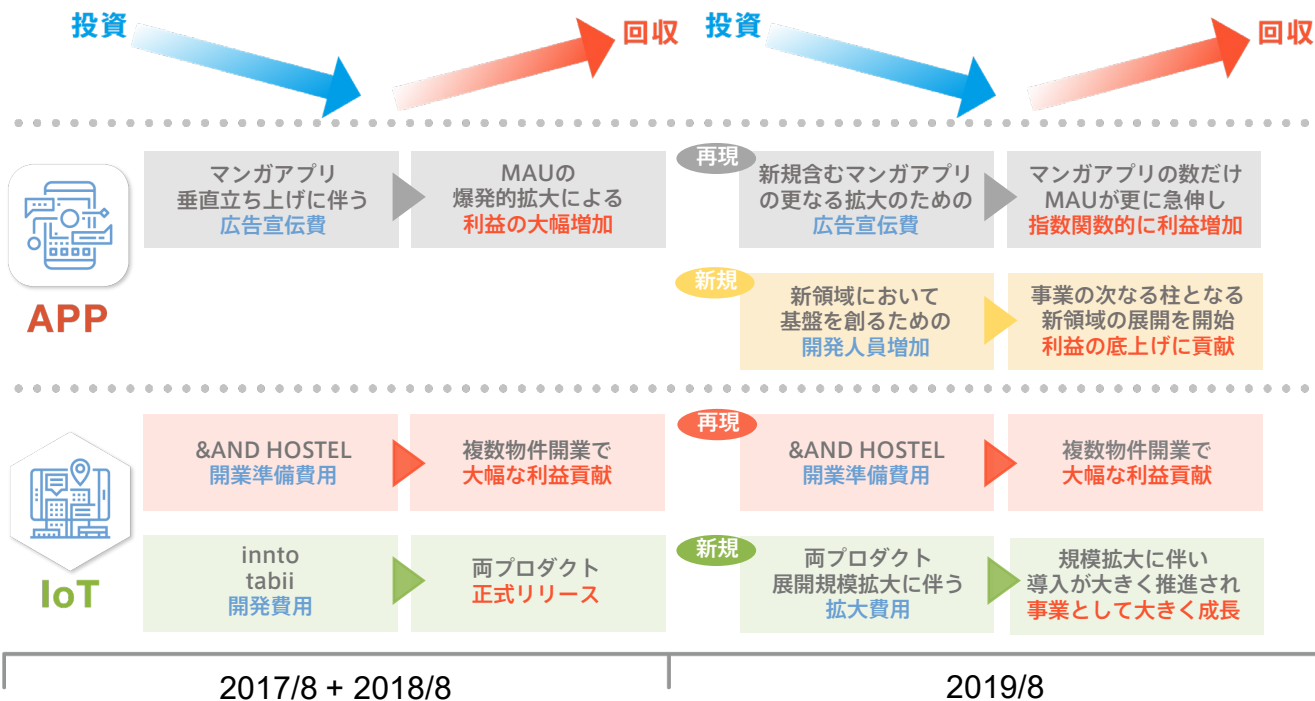 投資
回収
投資
回収
APP
マンガアプリ
垂直立ち上げに伴う
広告宣伝費
MAUの
爆発的拡大による
利益の大幅増加
再現
新規含むマンガアプリ
の更なる拡大のための
広告宣伝費
マンガアプリの数だけ
MAUが更に急伸し
指数関数的に利益増加
新規
新領域において
基盤を創るための
開発人員増加
事業の次なる柱となる
新領域の展開を開始
利益の底上げに貢献
IoT
&AND HOSTEL
開業準備費用
複数物件開業で
大幅な利益貢献
再現
&AND HOSTEL
開業準備費用
複数物件開業で
大幅な利益貢献
innto
tabii
開発費用
両プロダクト
正式リリース
新規
両プロダクト
展開規模拡大に伴う
拡大費用
規模拡大に伴い
導入が大きく推進され
事業として大きく成長
2017/8 + 2018/8
2019/8